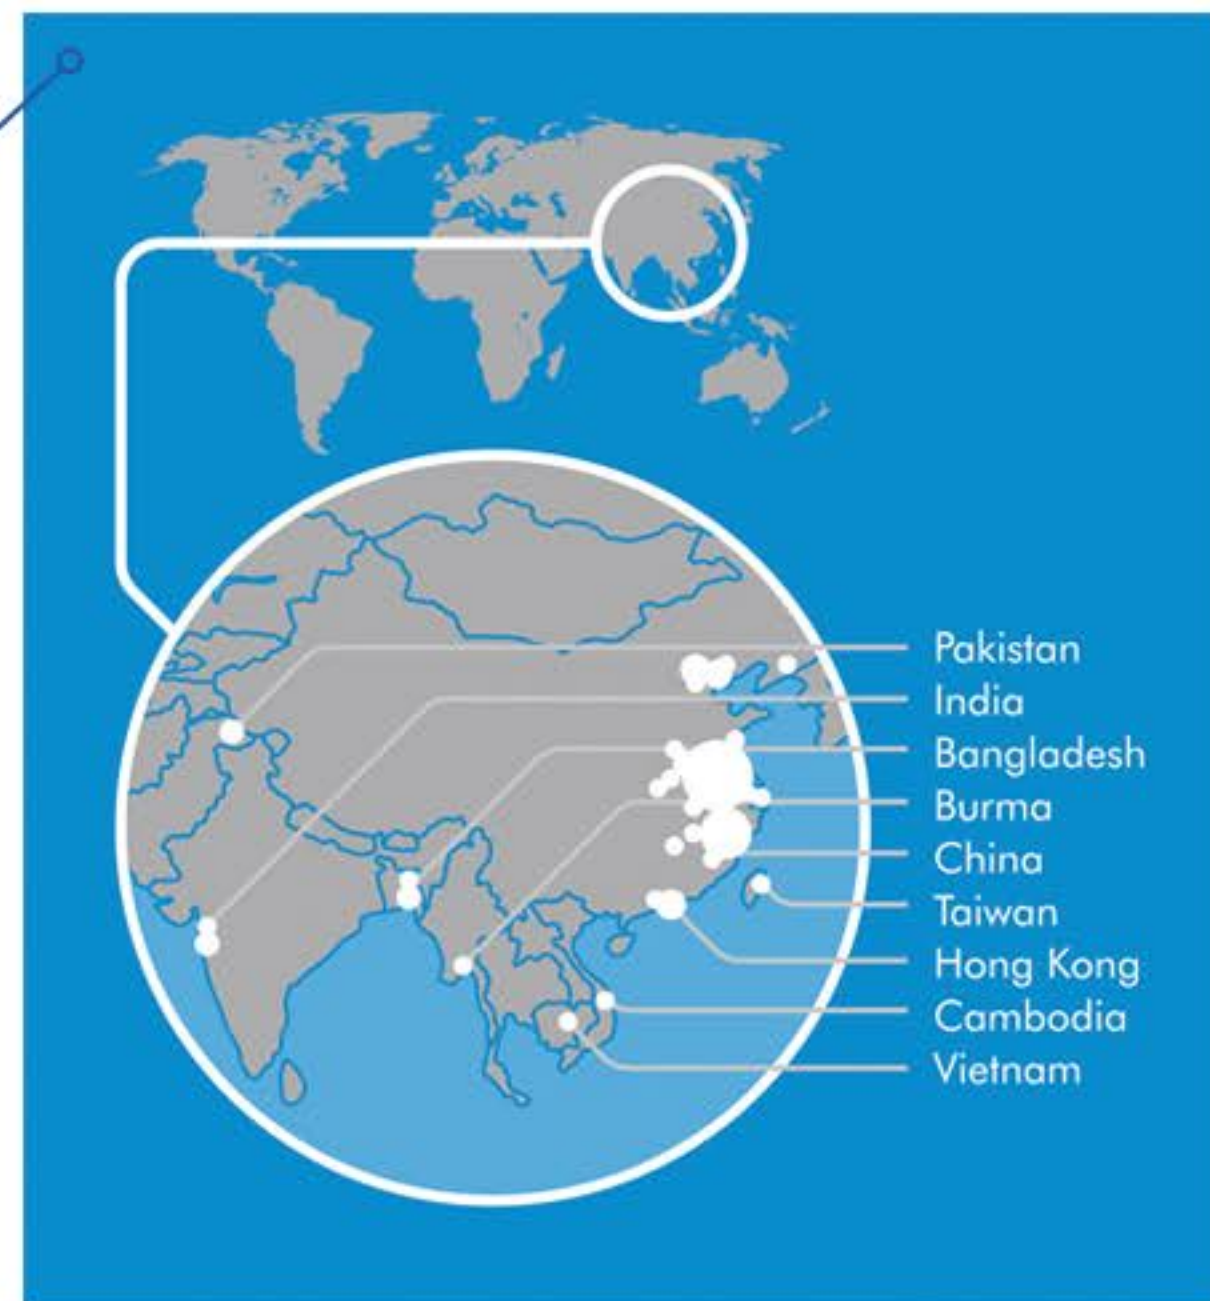 Pakistan
India
Bangladesh
Burma
China
Taiwan
Hong Kong
Cambodia
Vietnam